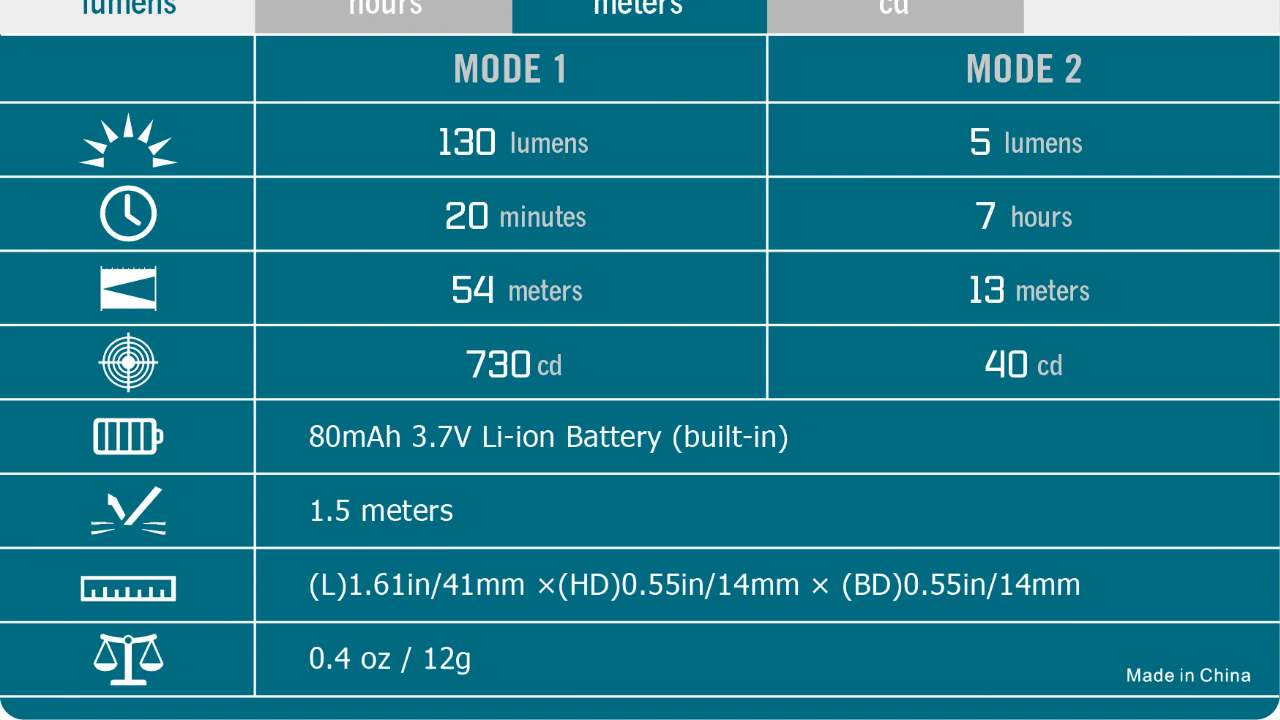 lumens hours meters cd
MODE 1 MODE 2
130 lumens 5 lumens
20 minutes 7 hours
54 meters 13 meters
730 cd 40 cd
80mAh 3.7V Li-ion Battery (built-in)
1.5 meters
(L)1.61in/41mm ×(HD)0.55in/14mm × (BD)0.55in/14mm
0.4 oz / 12g
Made in China